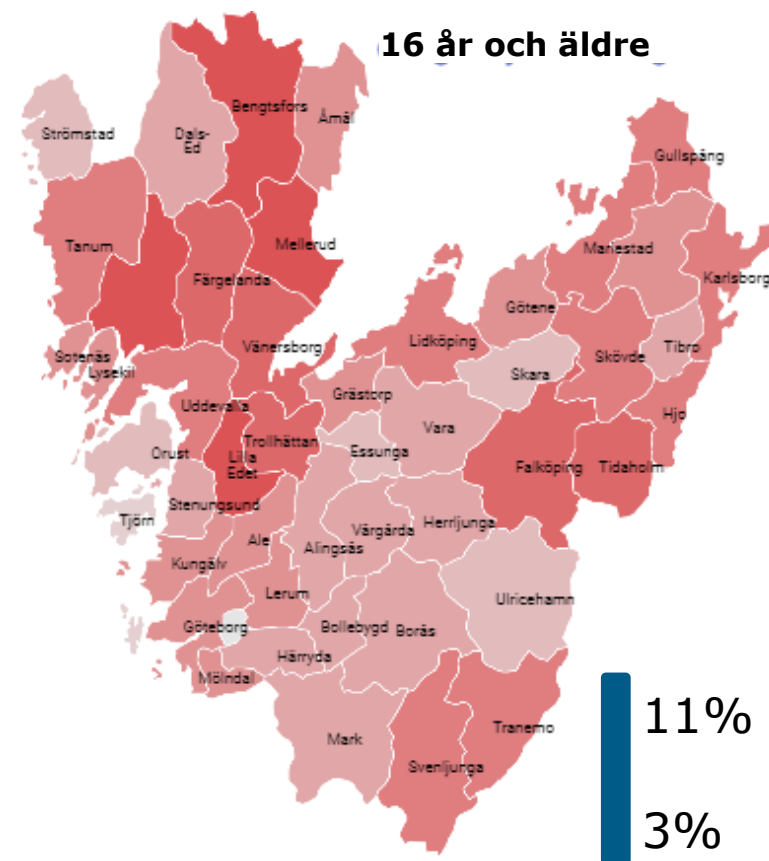 16 år och äldre
Bengtsfors
Åmål
Strömstad
Dals-
Ed
Gullspång
Tanum
Mellerud
Mariestad
Färgelanda
Karlsborg
Götene
Vänersborg
Lidköping
Tibro
Sotenäs
Skövde
Lysekil
Skara
Grästorp
Uddevalla
Hjo
Vara
Trollhättan
Orust
Essunga
Lilla
Edet
Falköping
Tidaholm
Stenungsund
Tjörn
Vårgårda
Herrljunga
Ale
Alingsås
Kungälv
Lerum
Ulricehamn
Göteborg
Bollebygd
Borås
Härryda
Mölndal
11%
Tranemo
Mark
Svenljunga
3%